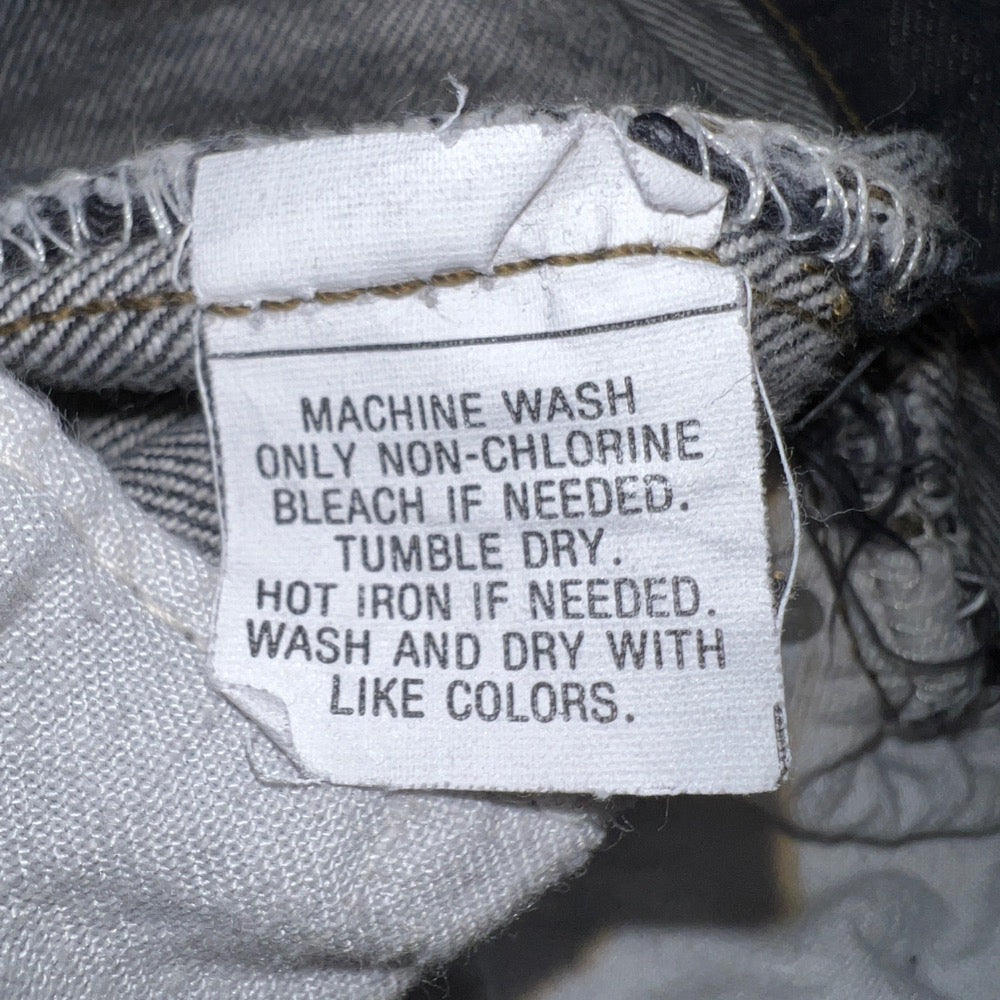 MACHINE WASH
ONLY NON-CHLORINE
BLEACH IF NEEDED.
TUMBLE DRY.
HOT IRON IF NEEDED.
WASH AND DRY WITH
LIKE COLORS.